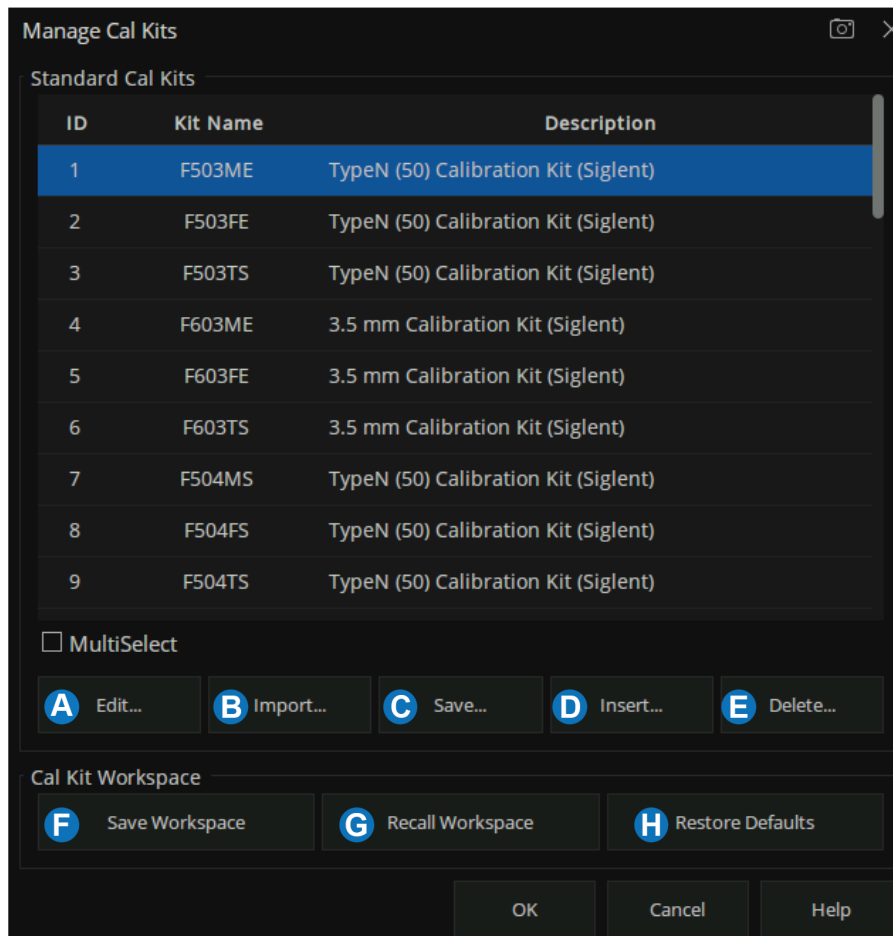 Manage Cal Kits
Standard Cal Kits
ID Kit Name Description
1 F503ME TypeN (50) Calibration Kit (Siglent)
2 F503FE TypeN (50) Calibration Kit (Siglent)
3 F503TS TypeN (50) Calibration Kit (Siglent)
4 F603ME 3.5 mm Calibration Kit (Siglent)
5 F603FE 3.5 mm Calibration Kit (Siglent)
6 F603TS 3.5 mm Calibration Kit (Siglent)
7 F504MS TypeN (50) Calibration Kit (Siglent)
8 F504FS TypeN (50) Calibration Kit (Siglent)
9 F504TS TypeN (50) Calibration Kit (Siglent)
MultiSelect
A Edit... B Import... C Save... D Insert... E Delete...
Cal Kit Workspace
F Save Workspace G Recall Workspace H Restore Defaults
OK Cancel Help